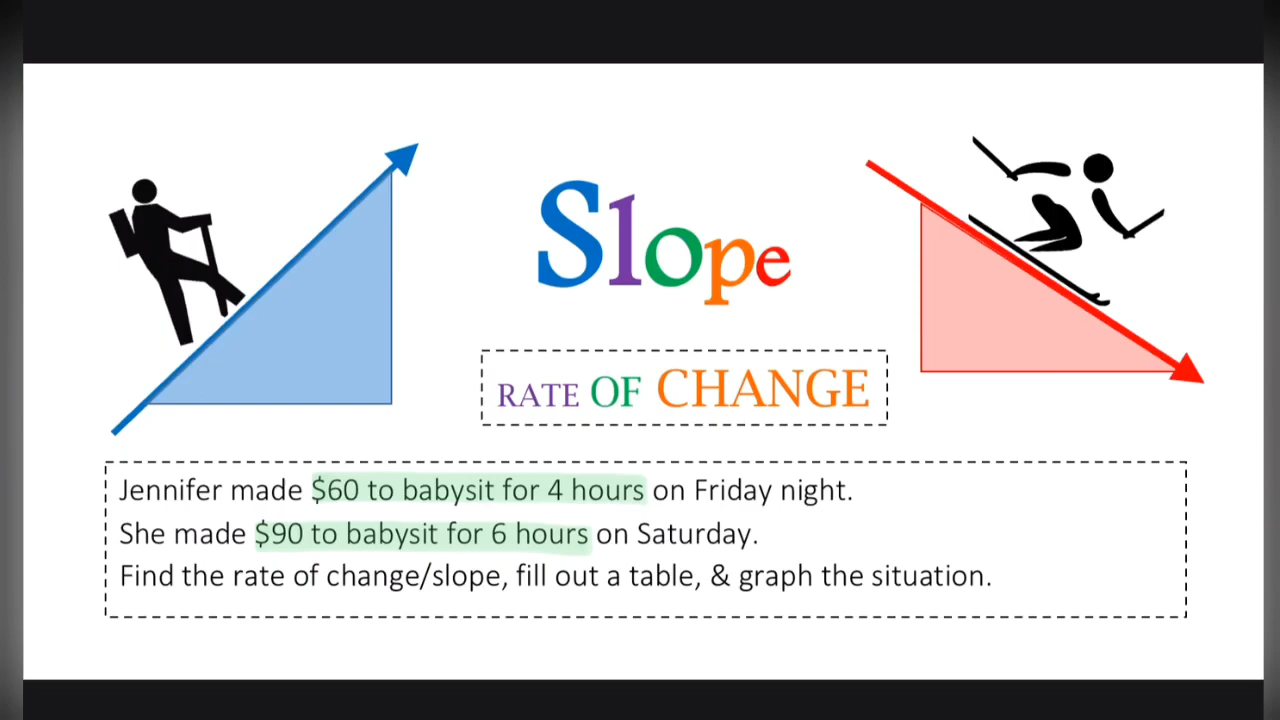 Slope
RATE OF CHANGE
Jennifer made $60 to babysit for 4 hours on Friday night.
She made $90 to babysit for 6 hours on Saturday.
Find the rate of change/slope, fill out a table, & graph the situation.